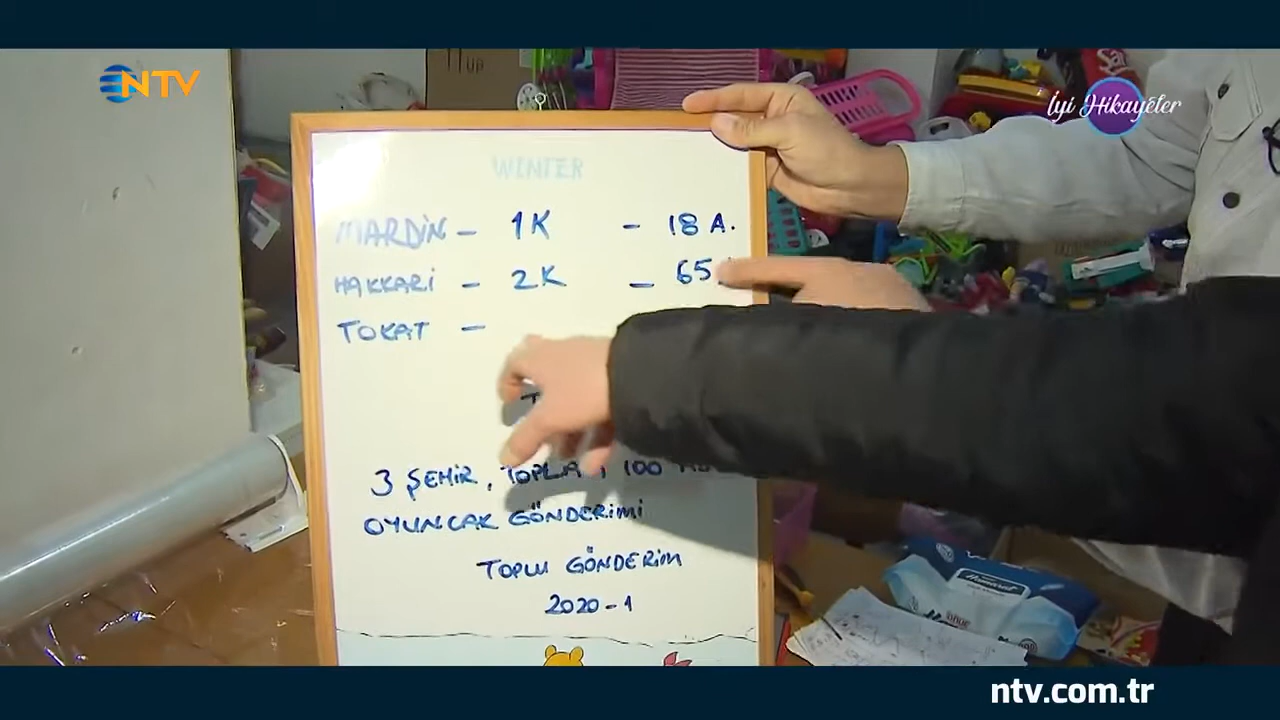 NTV
İyi Hikayeler
WINTER
MARDİN – 1K – 18 A.
HAKKARİ – 2K – 65
TOKAT –
3 ŞEHİR, 100
OYUNCAK GÖNDERİMİ
TOPLU GÖNDERİM
2020-1
ntv.com.tr